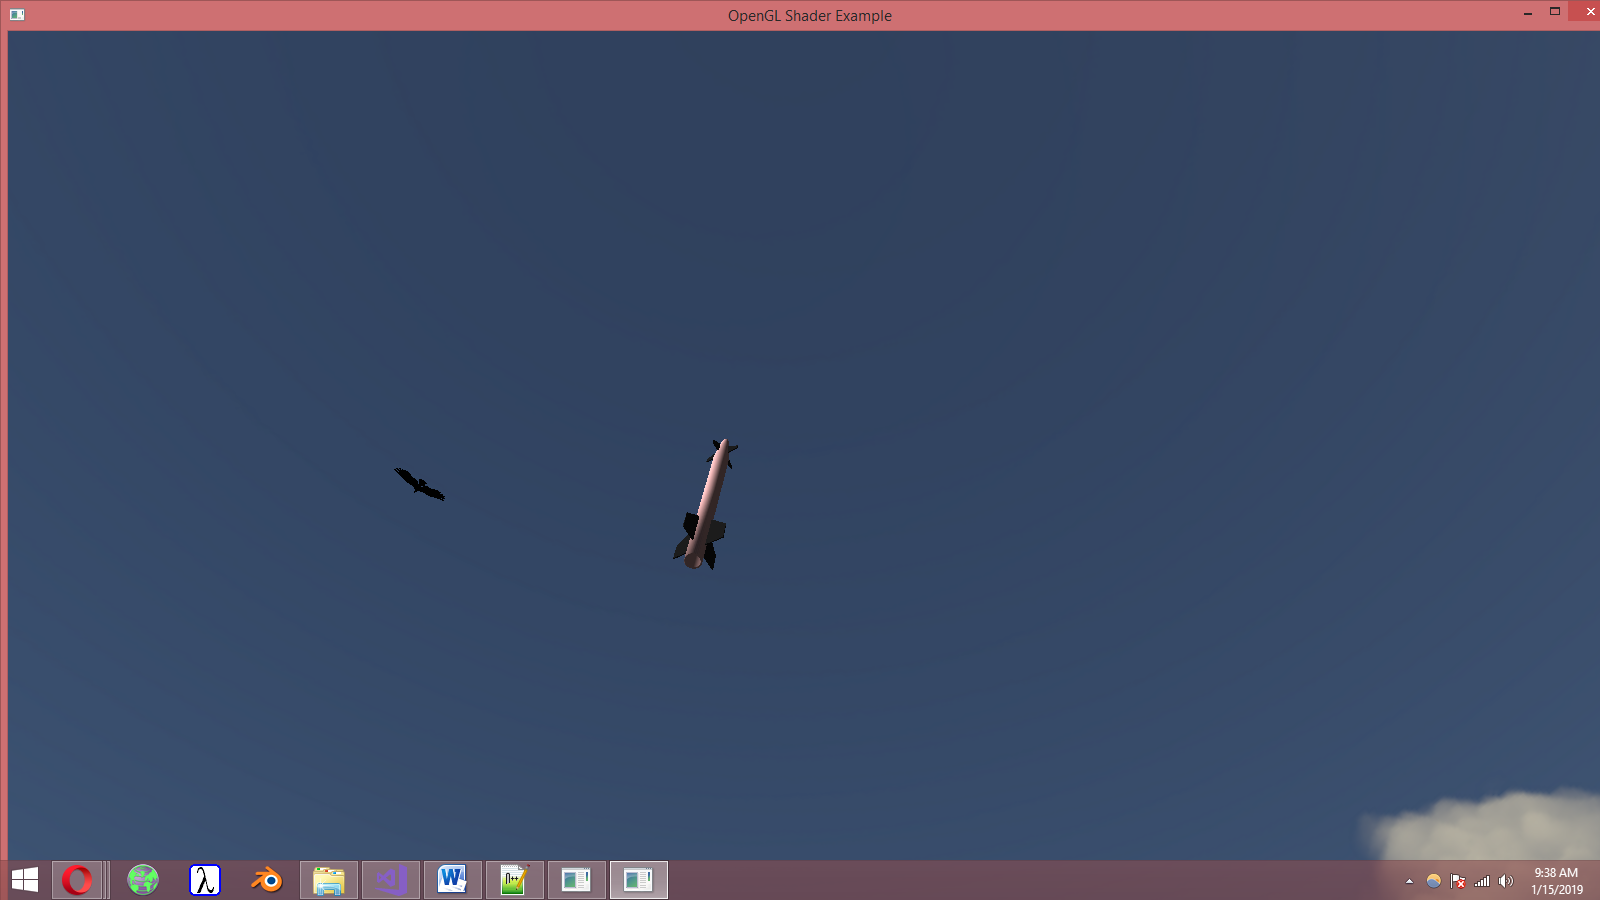 OpenGL Shader Example
W
λ
n++
9:38 AM
1/15/2019